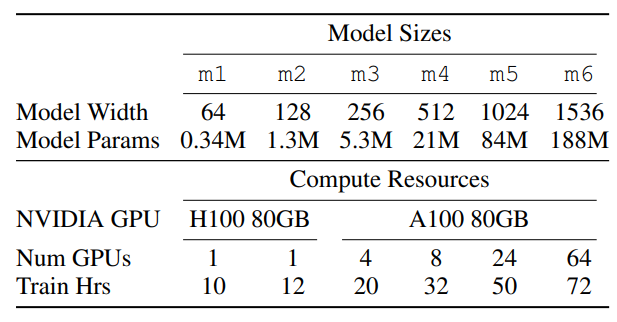 Model Sizes
m1 m2 m3 m4 m5 m6
Model Width 64 128 256 512 1024 1536
Model Params 0.34M 1.3M 5.3M 21M 84M 188M
Compute Resources
NVIDIA GPU H100 80GB A100 80GB
Num GPUs 1 1 4 8 24 64
Train Hrs 10 12 20 32 50 72